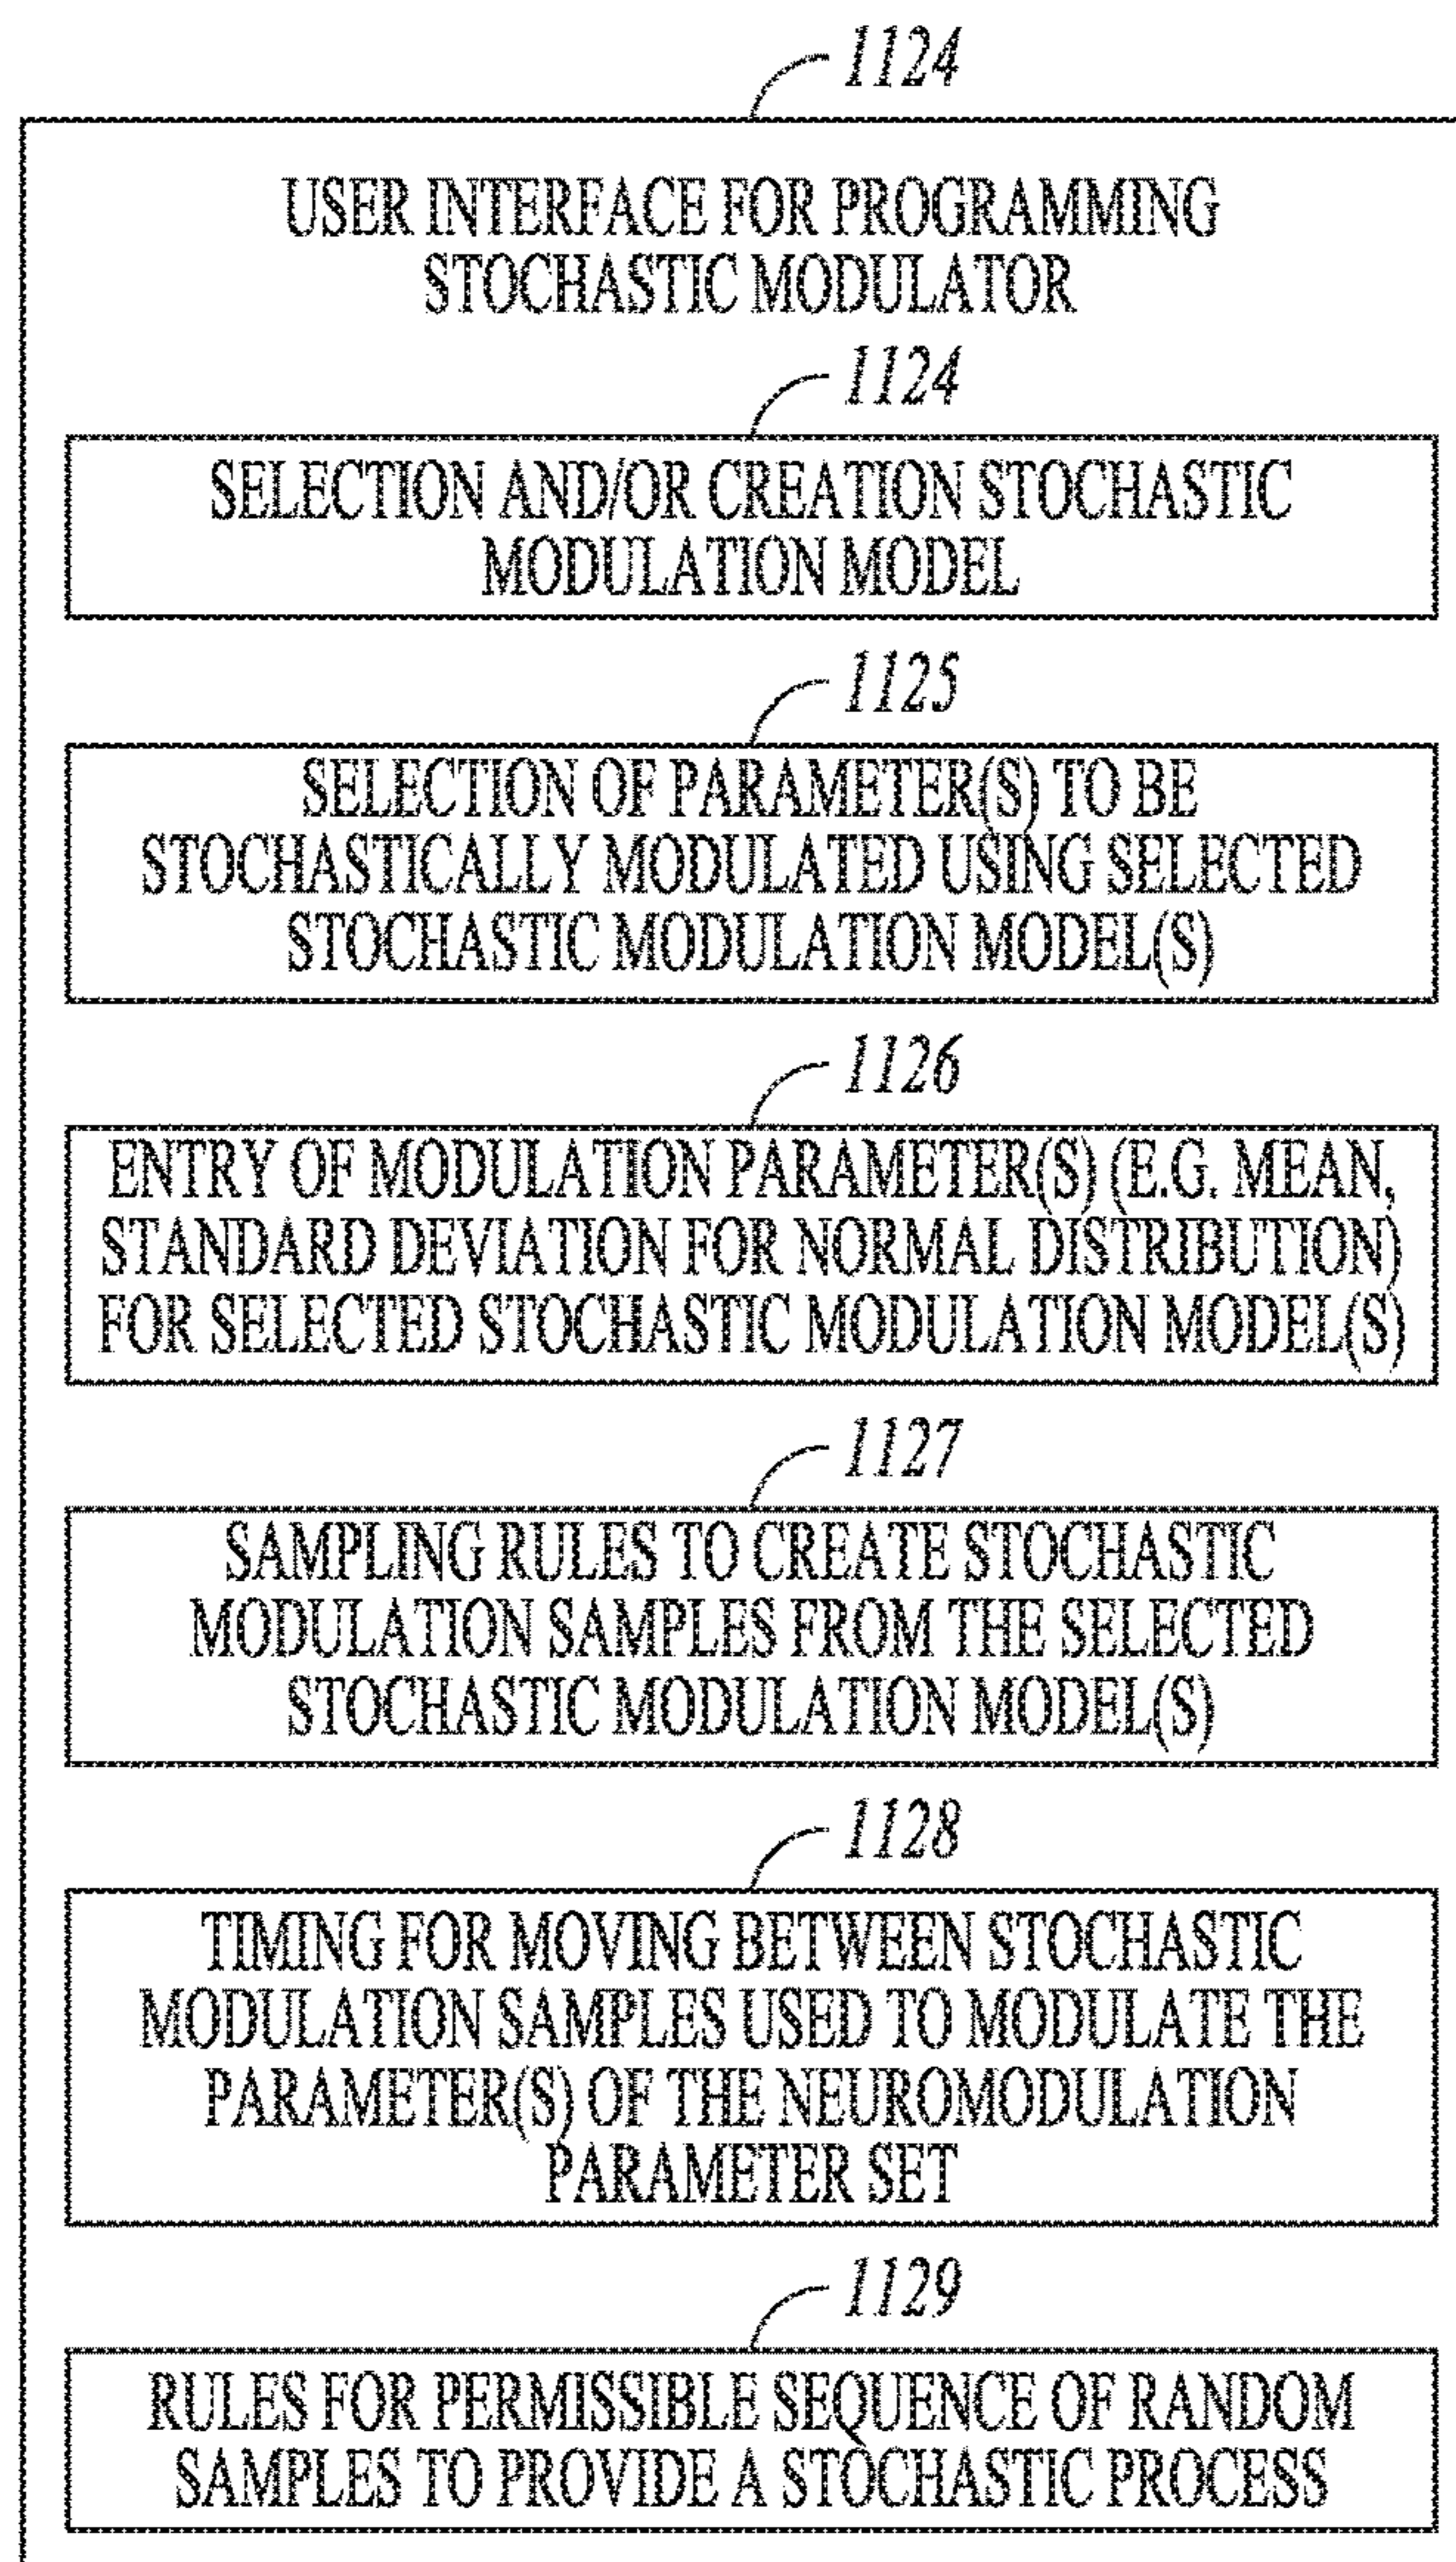 1124
USER INTERFACE FOR PROGRAMMING
STOCHASTIC MODULATOR
1124
SELECTION AND/OR CREATION STOCHASTIC
MODULATION MODEL
1125
SELECTION OF PARAMETER(S) TO BE
STOCHASTICALLY MODULATED USING SELECTED
STOCHASTIC MODULATION MODEL(S)
1126
ENTRY OF MODULATION PARAMETER(S) (E.G. MEAN,
STANDARD DEVIATION FOR NORMAL DISTRIBUTION)
FOR SELECTED STOCHASTIC MODULATION MODEL(S)
1127
SAMPLING RULES TO CREATE STOCHASTIC
MODULATION SAMPLES FROM THE SELECTED
STOCHASTIC MODULATION MODEL(S)
1128
TIMING FOR MOVING BETWEEN STOCHASTIC
MODULATION SAMPLES USED TO MODULATE THE
PARAMETER(S) OF THE NEUROMODULATION
PARAMETER SET
1129
RULES FOR PERMISSIBLE SEQUENCE OF RANDOM
SAMPLES TO PROVIDE A STOCHASTIC PROCESS